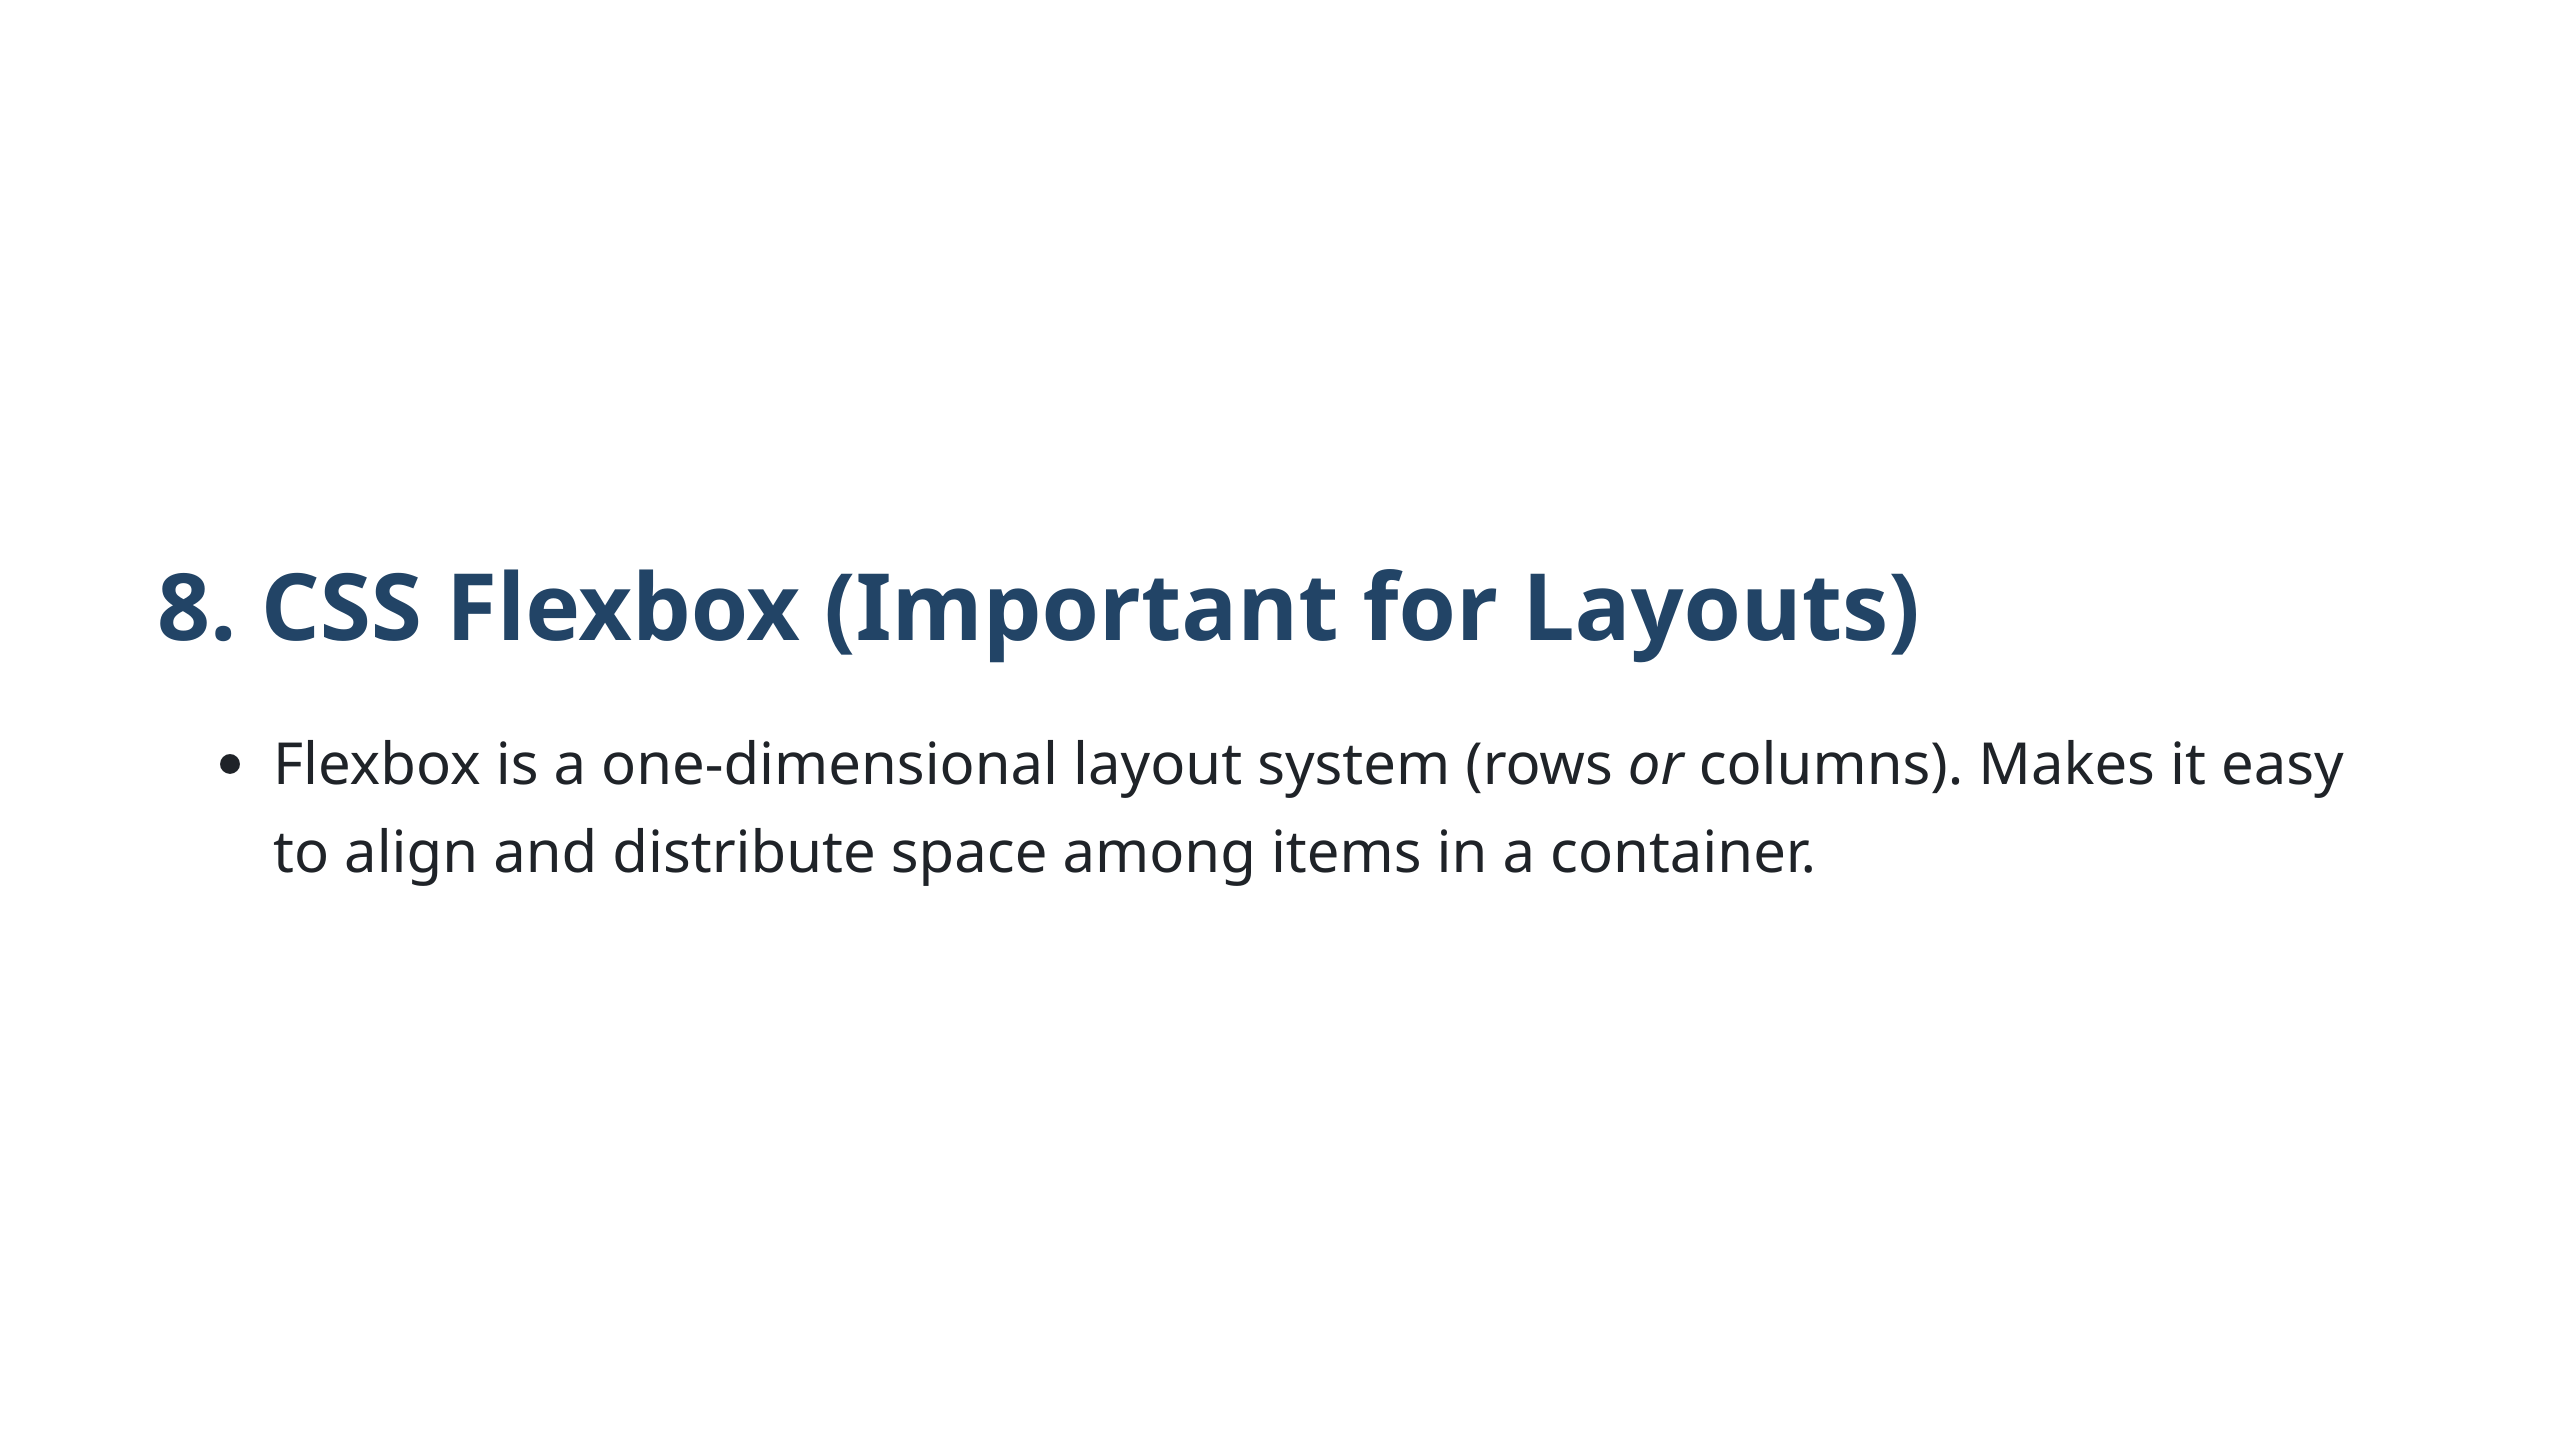 8. CSS Flexbox (Important for Layouts)
• Flexbox is a one-dimensional layout system (rows or columns). Makes it easy
to align and distribute space among items in a container.